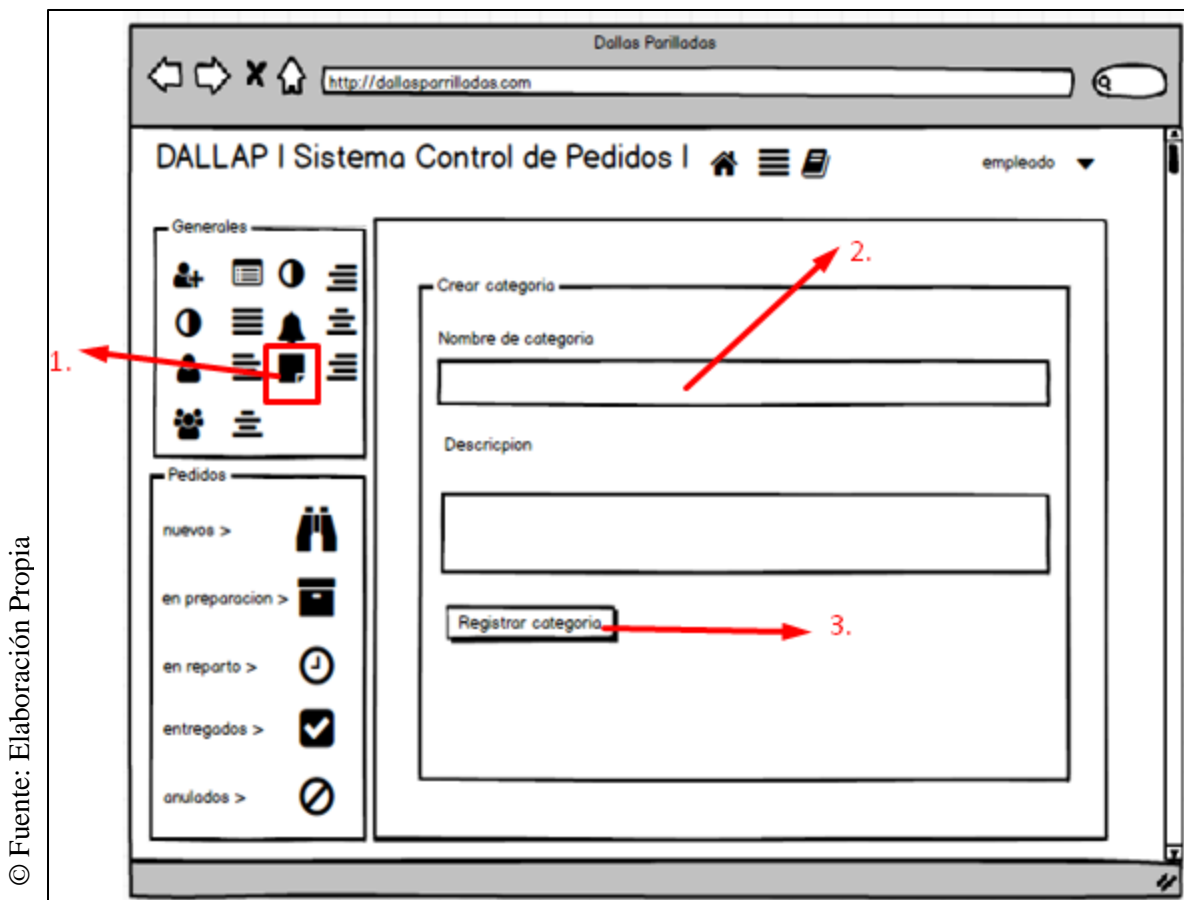 Dallas Parilladas
http://dallasparrilladas.com
DALLAP | Sistema Control de Pedidos |
empleado
Generales
1.
2.
Crear categoria
Nombre de categoria
Descricpion
Registrar categoria
3.
Pedidos
nuevos >
en preparacion >
en reparto >
entregados >
anulados >
© Fuente: Elaboración Propia